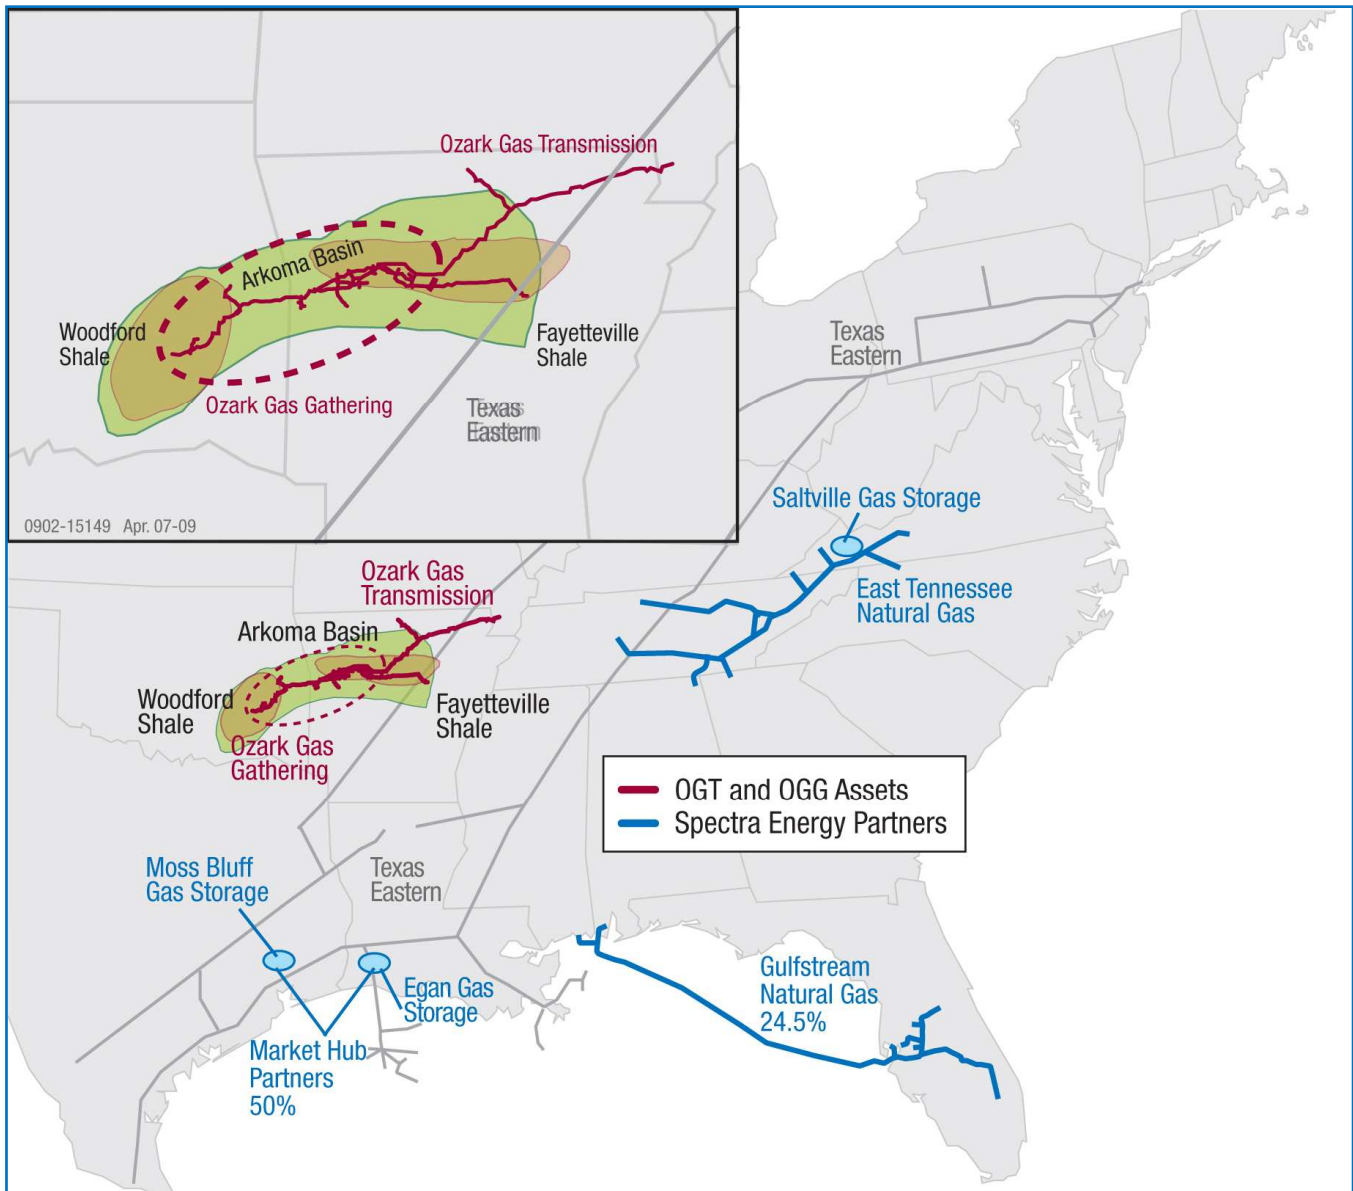 Ozark Gas Transmission
Arkoma Basin
Woodford
Shale
Fayetteville
Shale
Ozark Gas Gathering
Texas
Eastern
0902-15149 Apr. 07-09
Texas
Eastern
Saltville Gas Storage
East Tennessee
Natural Gas
Ozark Gas
Transmission
Arkoma Basin
Woodford
Shale
Fayetteville
Shale
Ozark Gas
Gathering
OGT and OGG Assets
Spectra Energy Partners
Moss Bluff
Gas Storage
Texas
Eastern
Egan Gas
Storage
Market Hub
Partners
50%
Gulfstream
Natural Gas
24.5%